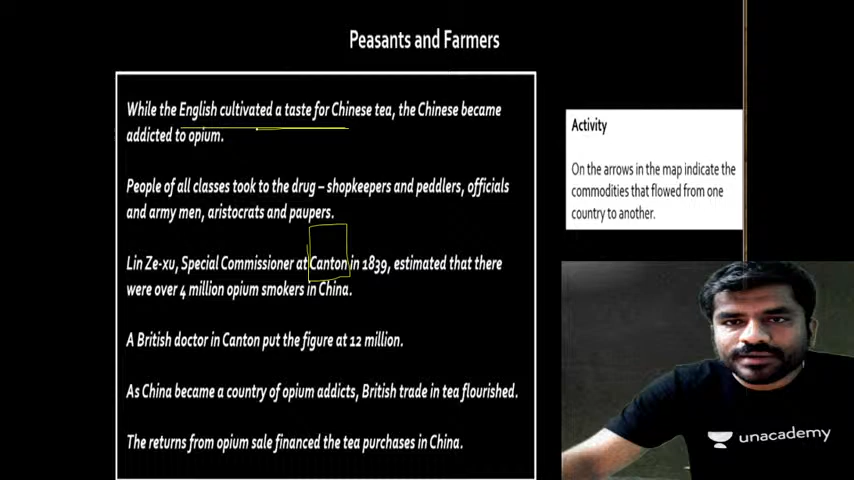 Peasants and Farmers
While the English cultivated a taste for Chinese tea, the Chinese became
addicted to opium.
People of all classes took to the drug – shopkeepers and peddlers, officials
and army men, aristocrats and paupers.
Lin Ze-xu, Special Commissioner at Canton in 1839, estimated that there
were over 4 million opium smokers in China.
A British doctor in Canton put the figure at 12 million.
As China became a country of opium addicts, British trade in tea flourished.
The returns from opium sale financed the tea purchases in China.
Activity
On the arrows in the map indicate the
commodities that flowed from one
country to another.
unacademy